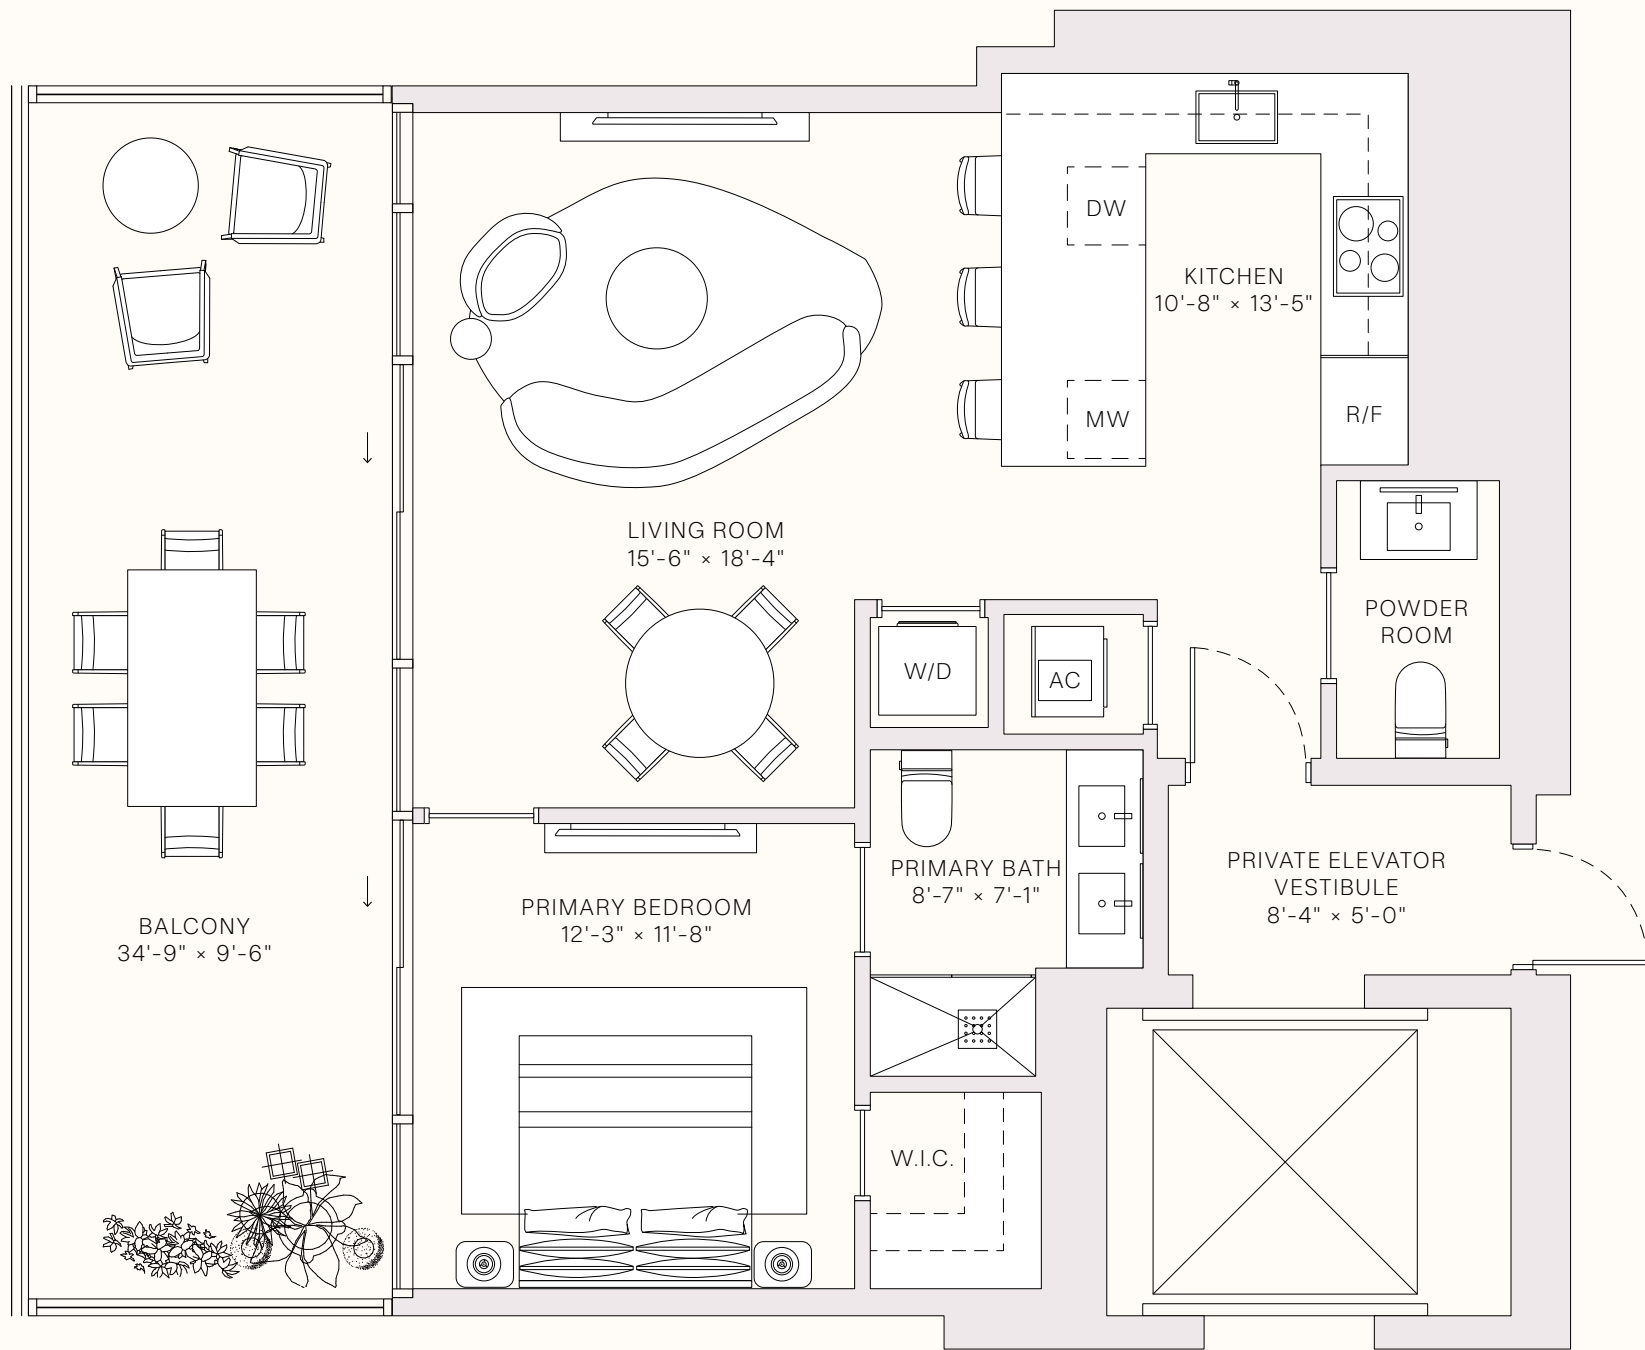 DW
KITCHEN
10'-8" × 13'-5"
MW
R/F
LIVING ROOM
15'-6" × 18'-4"
POWDER
ROOM
W/D
AC
PRIMARY BATH
8'-7" × 7'-1"
PRIVATE ELEVATOR
VESTIBULE
8'-4" × 5'-0"
PRIMARY BEDROOM
12'-3" × 11'-8"
BALCONY
34'-9" × 9'-6"
W.I.C.